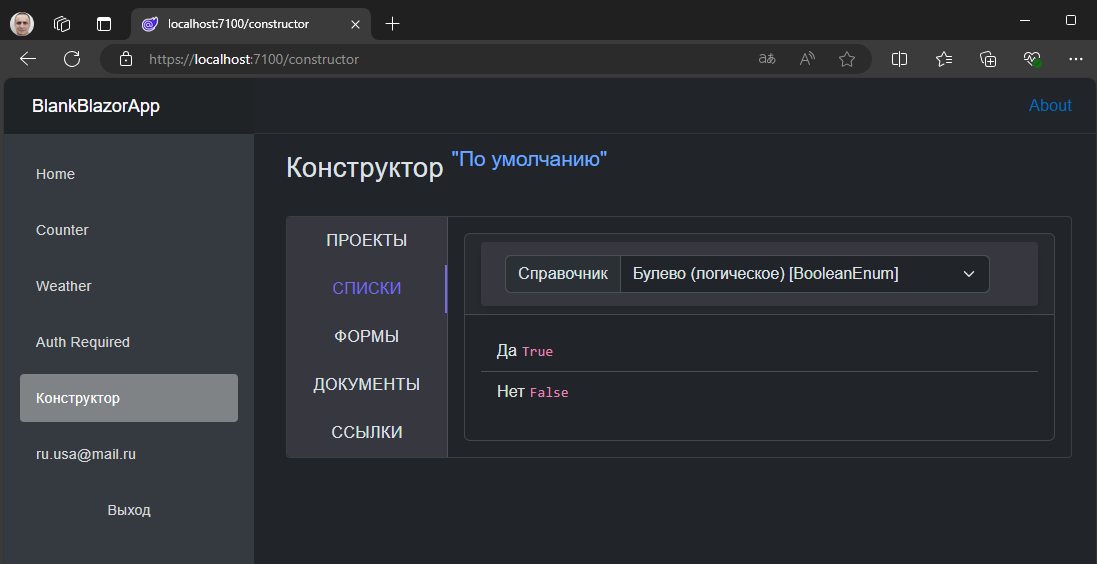 localhost:7100/constructor
https://localhost:7100/constructor
BlankBlazorApp
About
Home
Counter
Weather
Auth Required
Конструктор
ru.usa@mail.ru
Выход
Конструктор "По умолчанию"
ПРОЕКТЫ
СПИСКИ
ФОРМЫ
ДОКУМЕНТЫ
ССЫЛКИ
Справочник Булево (логическое) [BooleanEnum]
Да True
Нет False